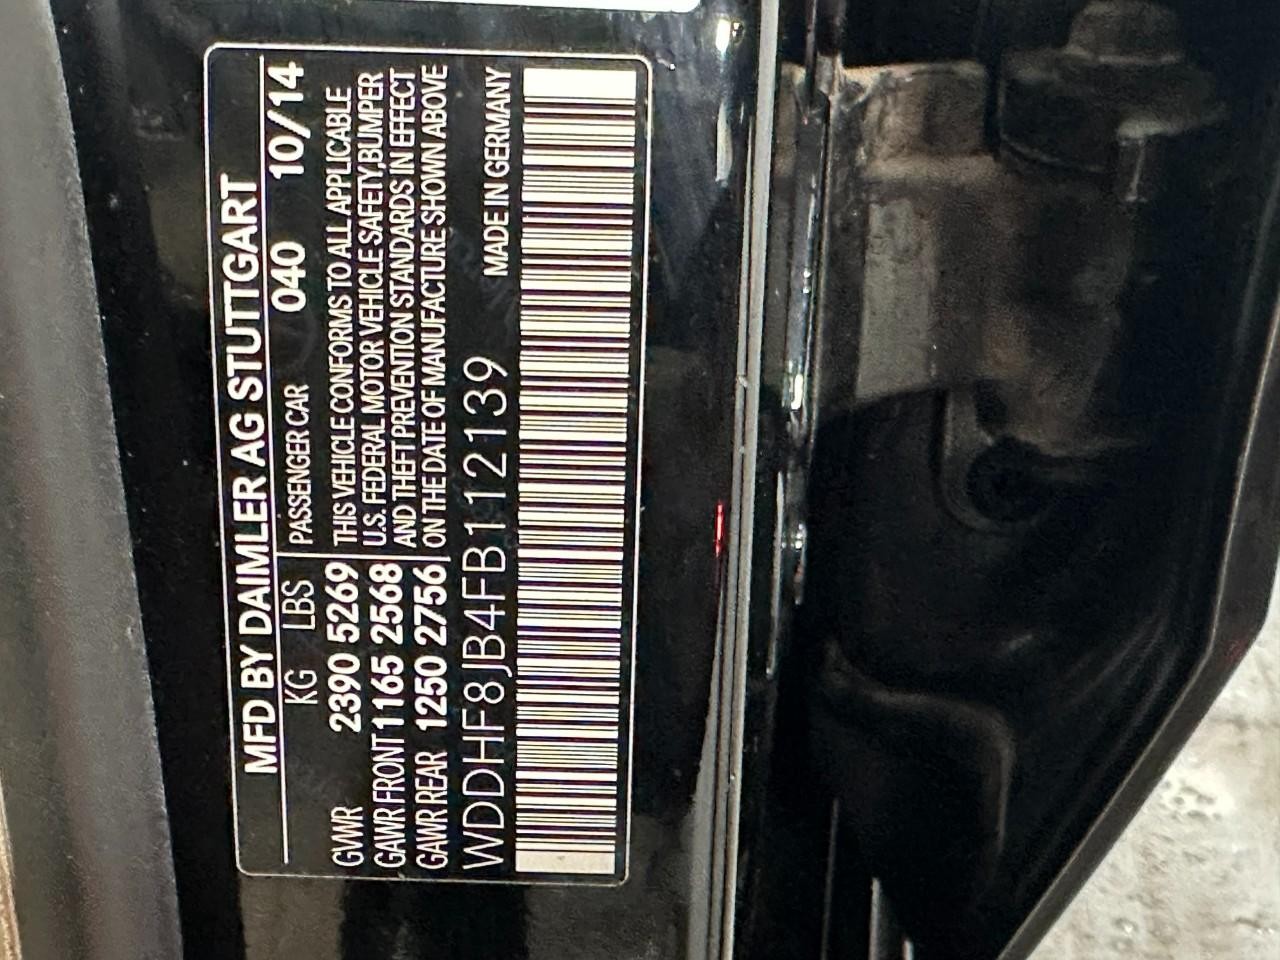 MFD BY DAIMLER AG STUTTGART
KG LBS PASSENGER CAR 040 10/14
GVWR 2390 5269 THIS VEHICLE CONFORMS TO ALL APPLICABLE
GAWR FRONT 1165 2568 U.S. FEDERAL MOTOR VEHICLE SAFETY,BUMPER
GAWR REAR 1250 2756 AND THEFT PREVENTION STANDARDS IN EFFECT
ON THE DATE OF MANUFACTURE SHOWN ABOVE
WDDHF8JB4FB112139 MADE IN GERMANY